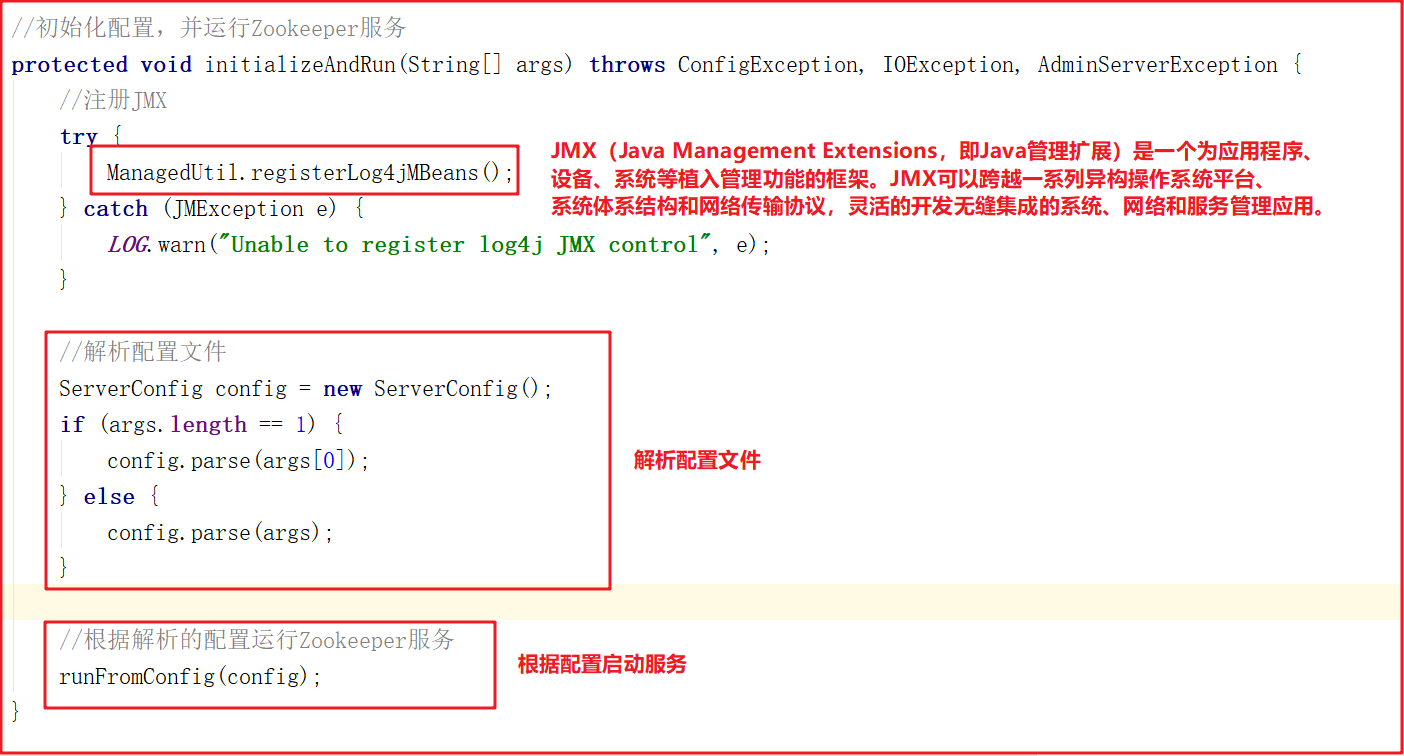 //初始化配置，并运行Zookeeper服务
protected void initializeAndRun(String[] args) throws ConfigException, IOException, AdminServerException {
//注册JMX
try {
ManagedUtil.registerLog4jMBeans();
JMX（Java Management Extensions，即Java管理扩展）是一个为应用程序、
设备、系统等植入管理功能的框架。JMX可以跨越一系列异构操作系统平台、
系统体系结构和网络传输协议，灵活的开发无缝集成的系统、网络和服务管理应用。
} catch (JMException e) {
LOG.warn("Unable to register log4j JMX control", e);
}
//解析配置文件
ServerConfig config = new ServerConfig();
if (args.length == 1) {
config.parse(args[0]);
解析配置文件
} else {
config.parse(args);
}
//根据解析的配置运行Zookeeper服务
runFromConfig(config);
根据配置启动服务
}